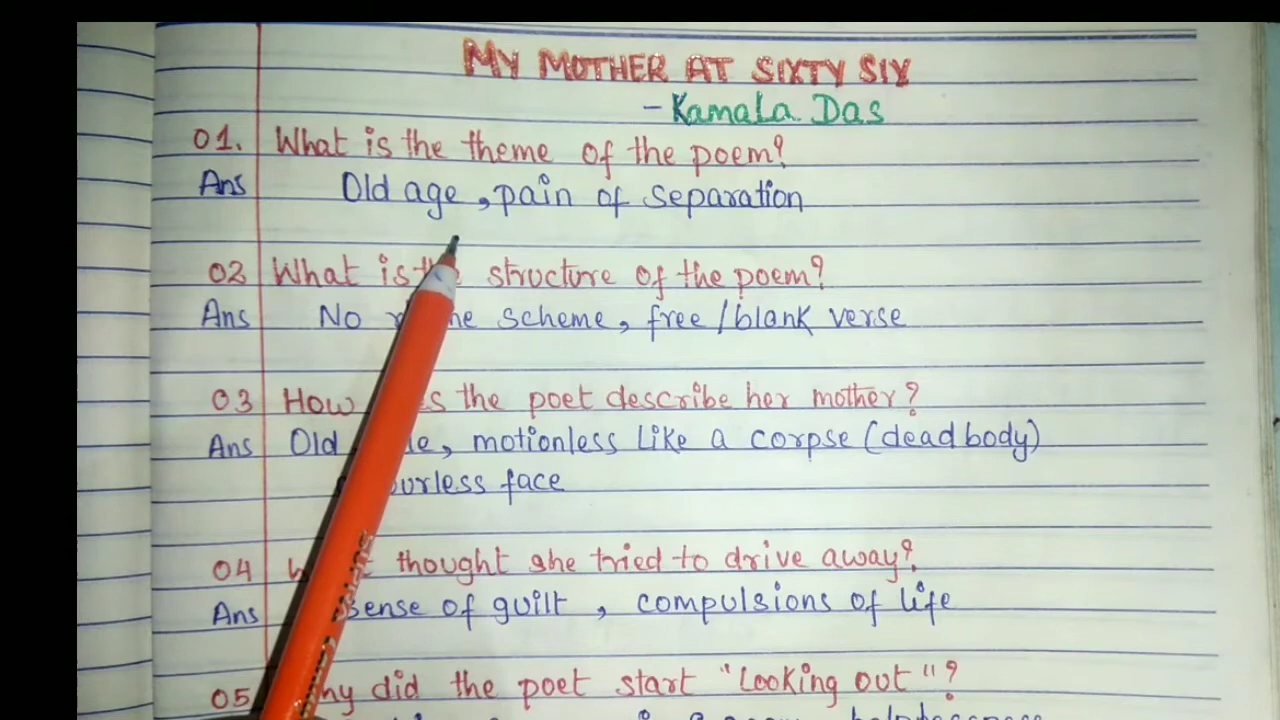 MY MOTHER AT SIXTY SIX
- Kamala Das
01. What is the theme of the poem?
Ans Old age, pain of separation
02 What is the structure of the poem?
Ans No scheme, free/blank verse
03 How the poet describe her mother?
Ans Old, motionless like a corpse (dead body)
face
04 thought she tried to drive away?
Ans sense of guilt, compulsions of life
05 did the poet start "Looking out"?